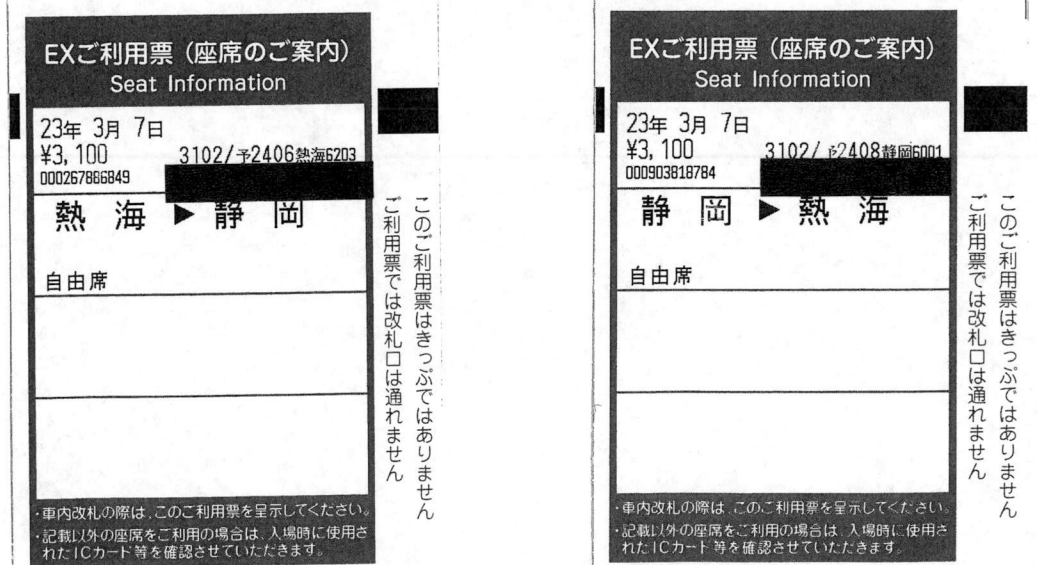 EXご利用票（座席のご案内）
Seat Information
23年 3月 7日
¥3,100 3102/予2406熱海6203
000267886849
熱 海 ▶ 静 岡
自由席
・車内改札の際は、このご利用票を呈示してください。
・記載以外の座席をご利用の場合は、入場時に使用さ
れたICカード等を確認させていただきます。
このご利用票はきっぷではありません
ご利用票では改札口は通れません
EXご利用票（座席のご案内）
Seat Information
23年 3月 7日
¥3,100 3102/予2408静岡6001
000903818784
静 岡 ▶ 熱 海
自由席
・車内改札の際は、このご利用票を呈示してください。
・記載以外の座席をご利用の場合は、入場時に使用さ
れたICカード等を確認させていただきます。
このご利用票はきっぷではありません
ご利用票では改札口は通れません